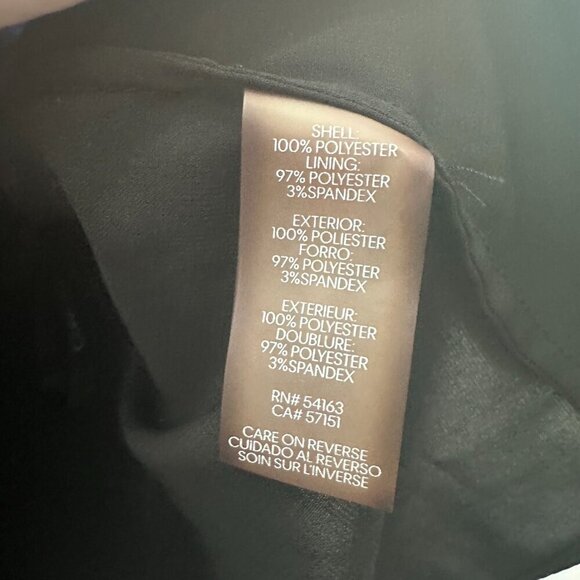 SHELL:
100% POLYESTER
LINING:
97% POLYESTER
3%SPANDEX
EXTERIOR:
100% POLIESTER
FORRO:
97% POLYESTER
3%SPANDEX
EXTERIEUR:
100% POLYESTER
DOUBLURE:
97% POLYESTER
3%SPANDEX
RN# 54163
CA# 57151
CARE ON REVERSE
CUIDADO AL REVERSO
SOIN SUR L'INVERSE